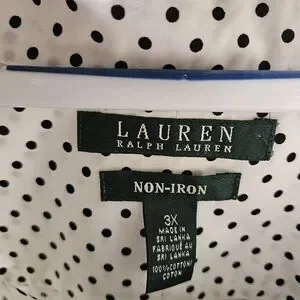 LAUREN
RALPH LAUREN
NON-IRON
3X
MADE IN
SRI LANKA
FABRIQUÉ AU
SRI LANKA
100%COTTON/
COTON